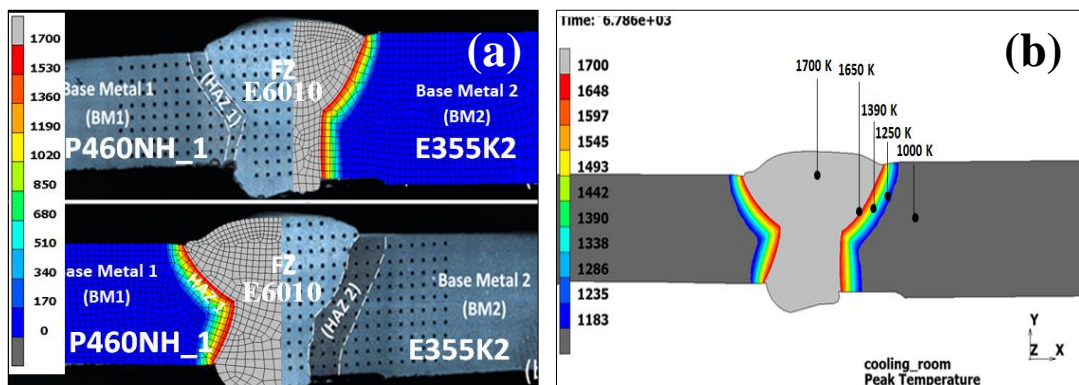 (a)
1700
1530
1360
1190
1020
850
680
510
340
170
0
FZ
E6010
(HAZ 1)
Base Metal 1
(BM1)
P460NH_1
Base Metal 2
(BM2)
E355K2
ase Metal 1
(BM1)
P460NH_1
FZ
E6010
(HAZ 2)
Base Metal 2
(BM2)
E355K2
(b)
Time: 6.786e+03
1700
1648
1597
1545
1493
1442
1390
1338
1286
1235
1183
1700 K
1650 K
1390 K
1250 K
1000 K
Y
Z X
cooling_room
Peak Temperature